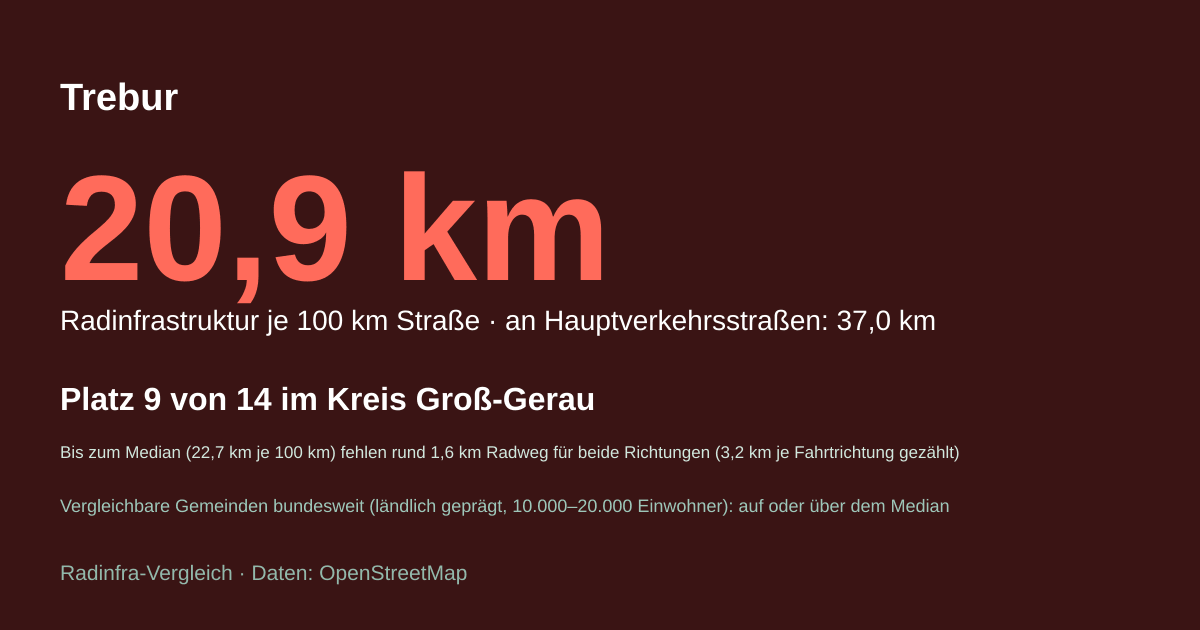 Trebur
20,9 km
Radinfrastruktur je 100 km Straße · an Hauptverkehrsstraßen: 37,0 km
Platz 9 von 14 im Kreis Groß-Gerau
Bis zum Median (22,7 km je 100 km) fehlen rund 1,6 km Radweg für beide Richtungen (3,2 km je Fahrtrichtung gezählt)
Vergleichbare Gemeinden bundesweit (ländlich geprägt, 10.000–20.000 Einwohner): auf oder über dem Median
Radinfra-Vergleich · Daten: OpenStreetMap